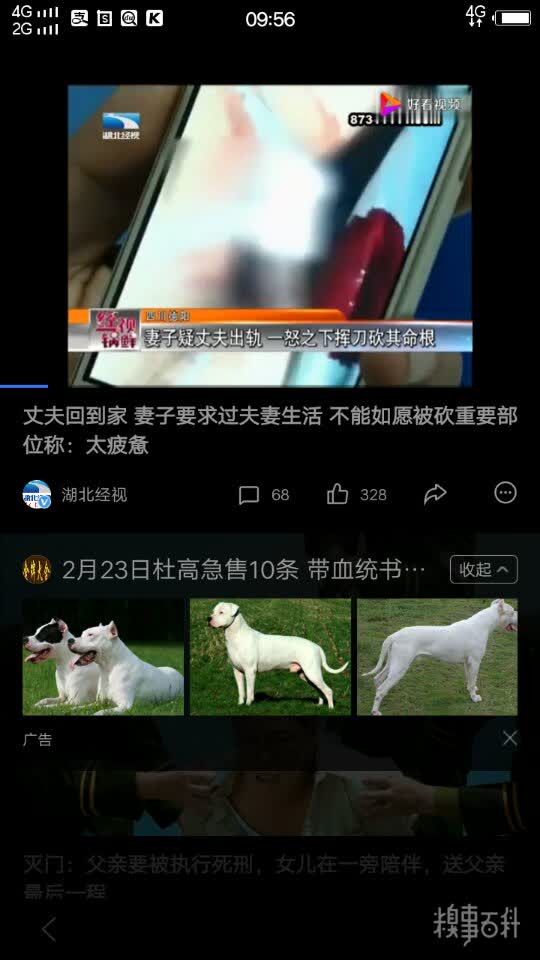 4G
2G
09:56
4G
好看视频
873
湖北经视
四川德阳
经视锅鲜
妻子疑丈夫出轨 一怒之下挥刀砍其命根
丈夫回到家 妻子要求过夫妻生活 不能如愿被砍重要部
位称：太疲惫
湖北经视
68
328
2月23日杜高急售10条 带血统书…
收起
广告
灭门：父亲要被执行死刑，女儿在一旁陪伴，送父亲
最后一程
糗事百科